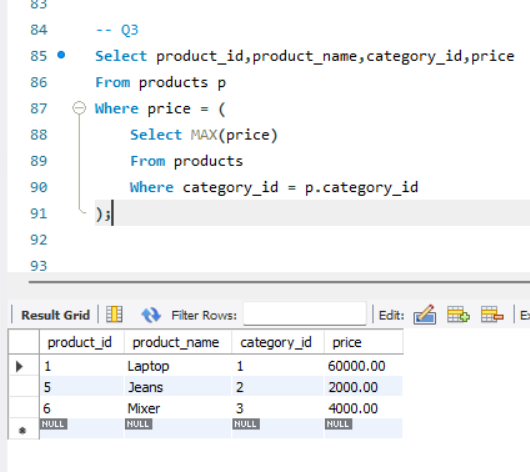 83
84 -- Q3
85 Select product_id,product_name,category_id,price
86 From products p
87 Where price = (
88 Select MAX(price)
89 From products
90 Where category_id = p.category_id
91 );
92
93
Result Grid Filter Rows: Edit: Ex
product_id product_name category_id price
1 Laptop 1 60000.00
5 Jeans 2 2000.00
6 Mixer 3 4000.00
NULL NULL NULL NULL